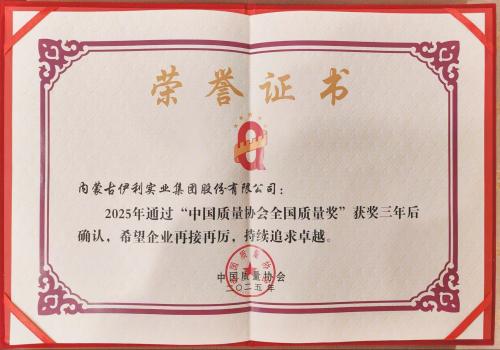 荣誉证书
内蒙古伊利实业集团股份有限公司：
2025年通过“中国质量协会全国质量奖”获奖三年后
确认，希望企业再接再厉，持续追求卓越。
中国质量协会
二〇二五年